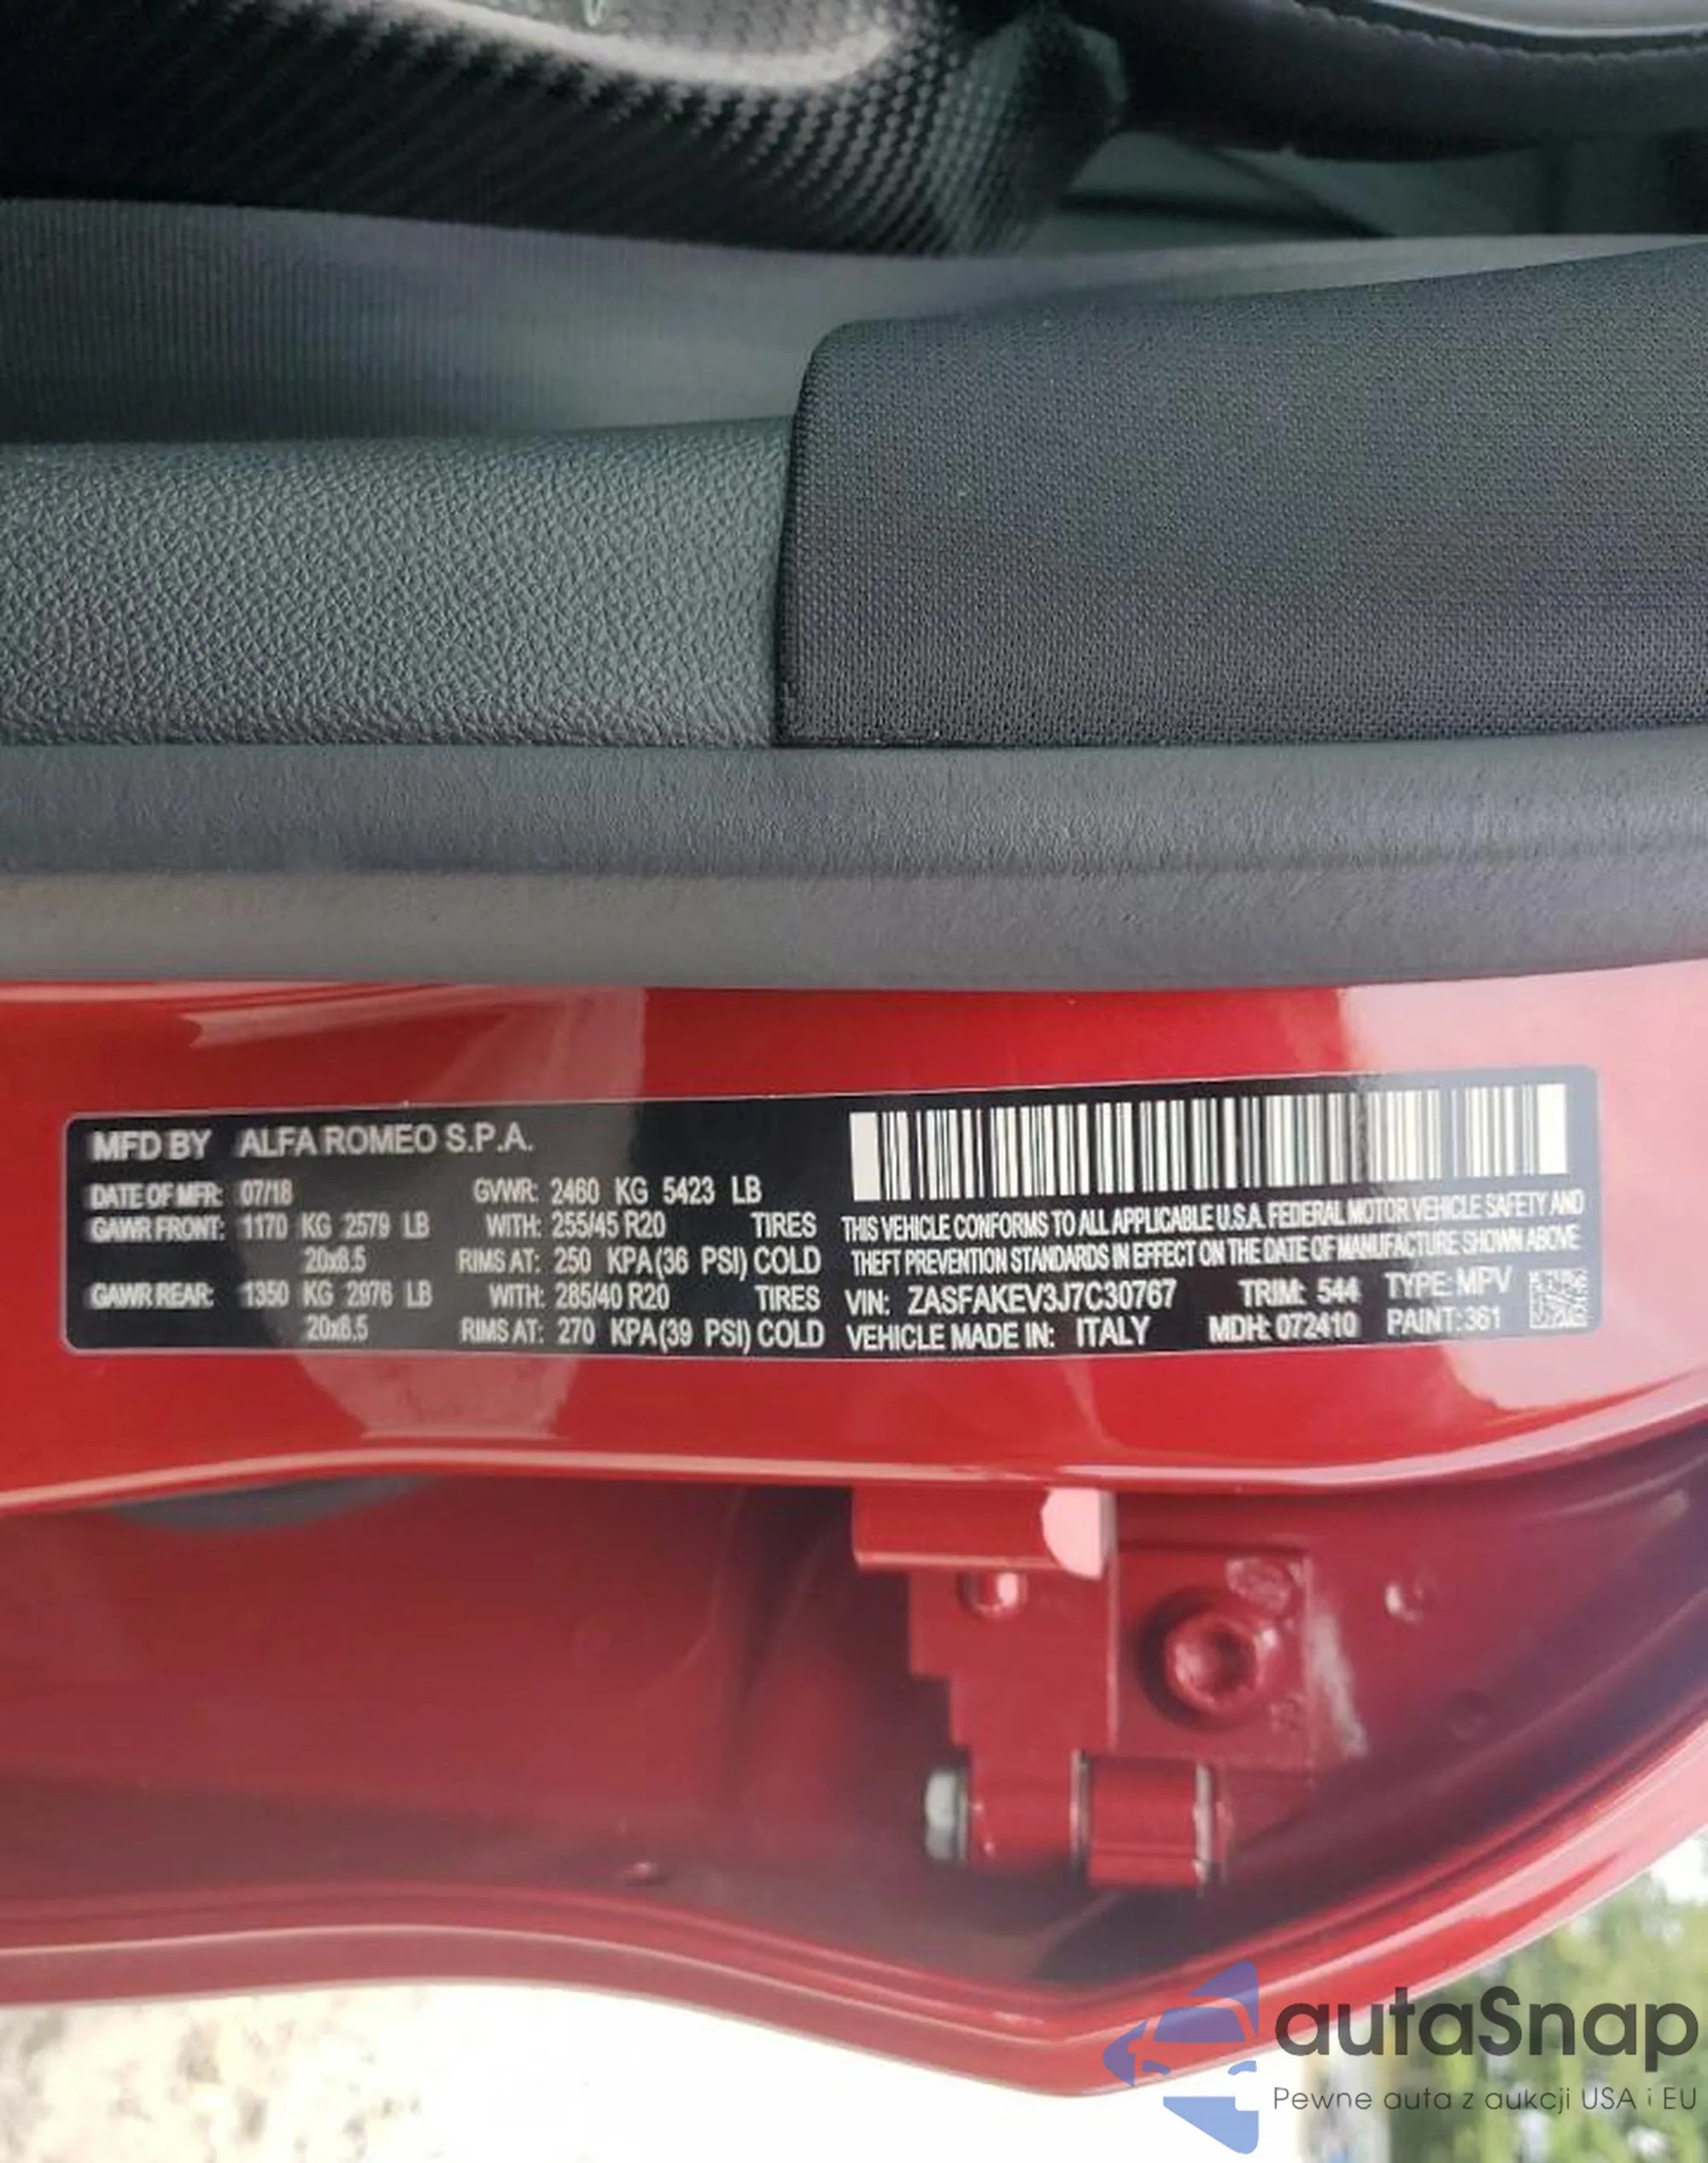 MFD BY ALFA ROMEO S.P.A.
DATE OF MFR: 07/18 GVWR: 2460 KG 5423 LB
GAWR FRONT: 1170 KG 2579 LB WITH: 255/45 R20 TIRES
20x8.5 RIMS AT: 250 KPA(36 PSI) COLD
GAWR REAR: 1350 KG 2976 LB WITH: 285/40 R20 TIRES
20x8.5 RIMS AT: 270 KPA(39 PSI) COLD
THIS VEHICLE CONFORMS TO ALL APPLICABLE U.S.A. FEDERAL MOTOR VEHICLE SAFETY AND
THEFT PREVENTION STANDARDS IN EFFECT ON THE DATE OF MANUFACTURE SHOWN ABOVE
VIN: ZASFAKEV3J7C30767 TRIM: 544 TYPE: MPV
VEHICLE MADE IN: ITALY MDH: 072410 PAINT: 361
autaSnap
Pewne auta z aukcji USA i EU